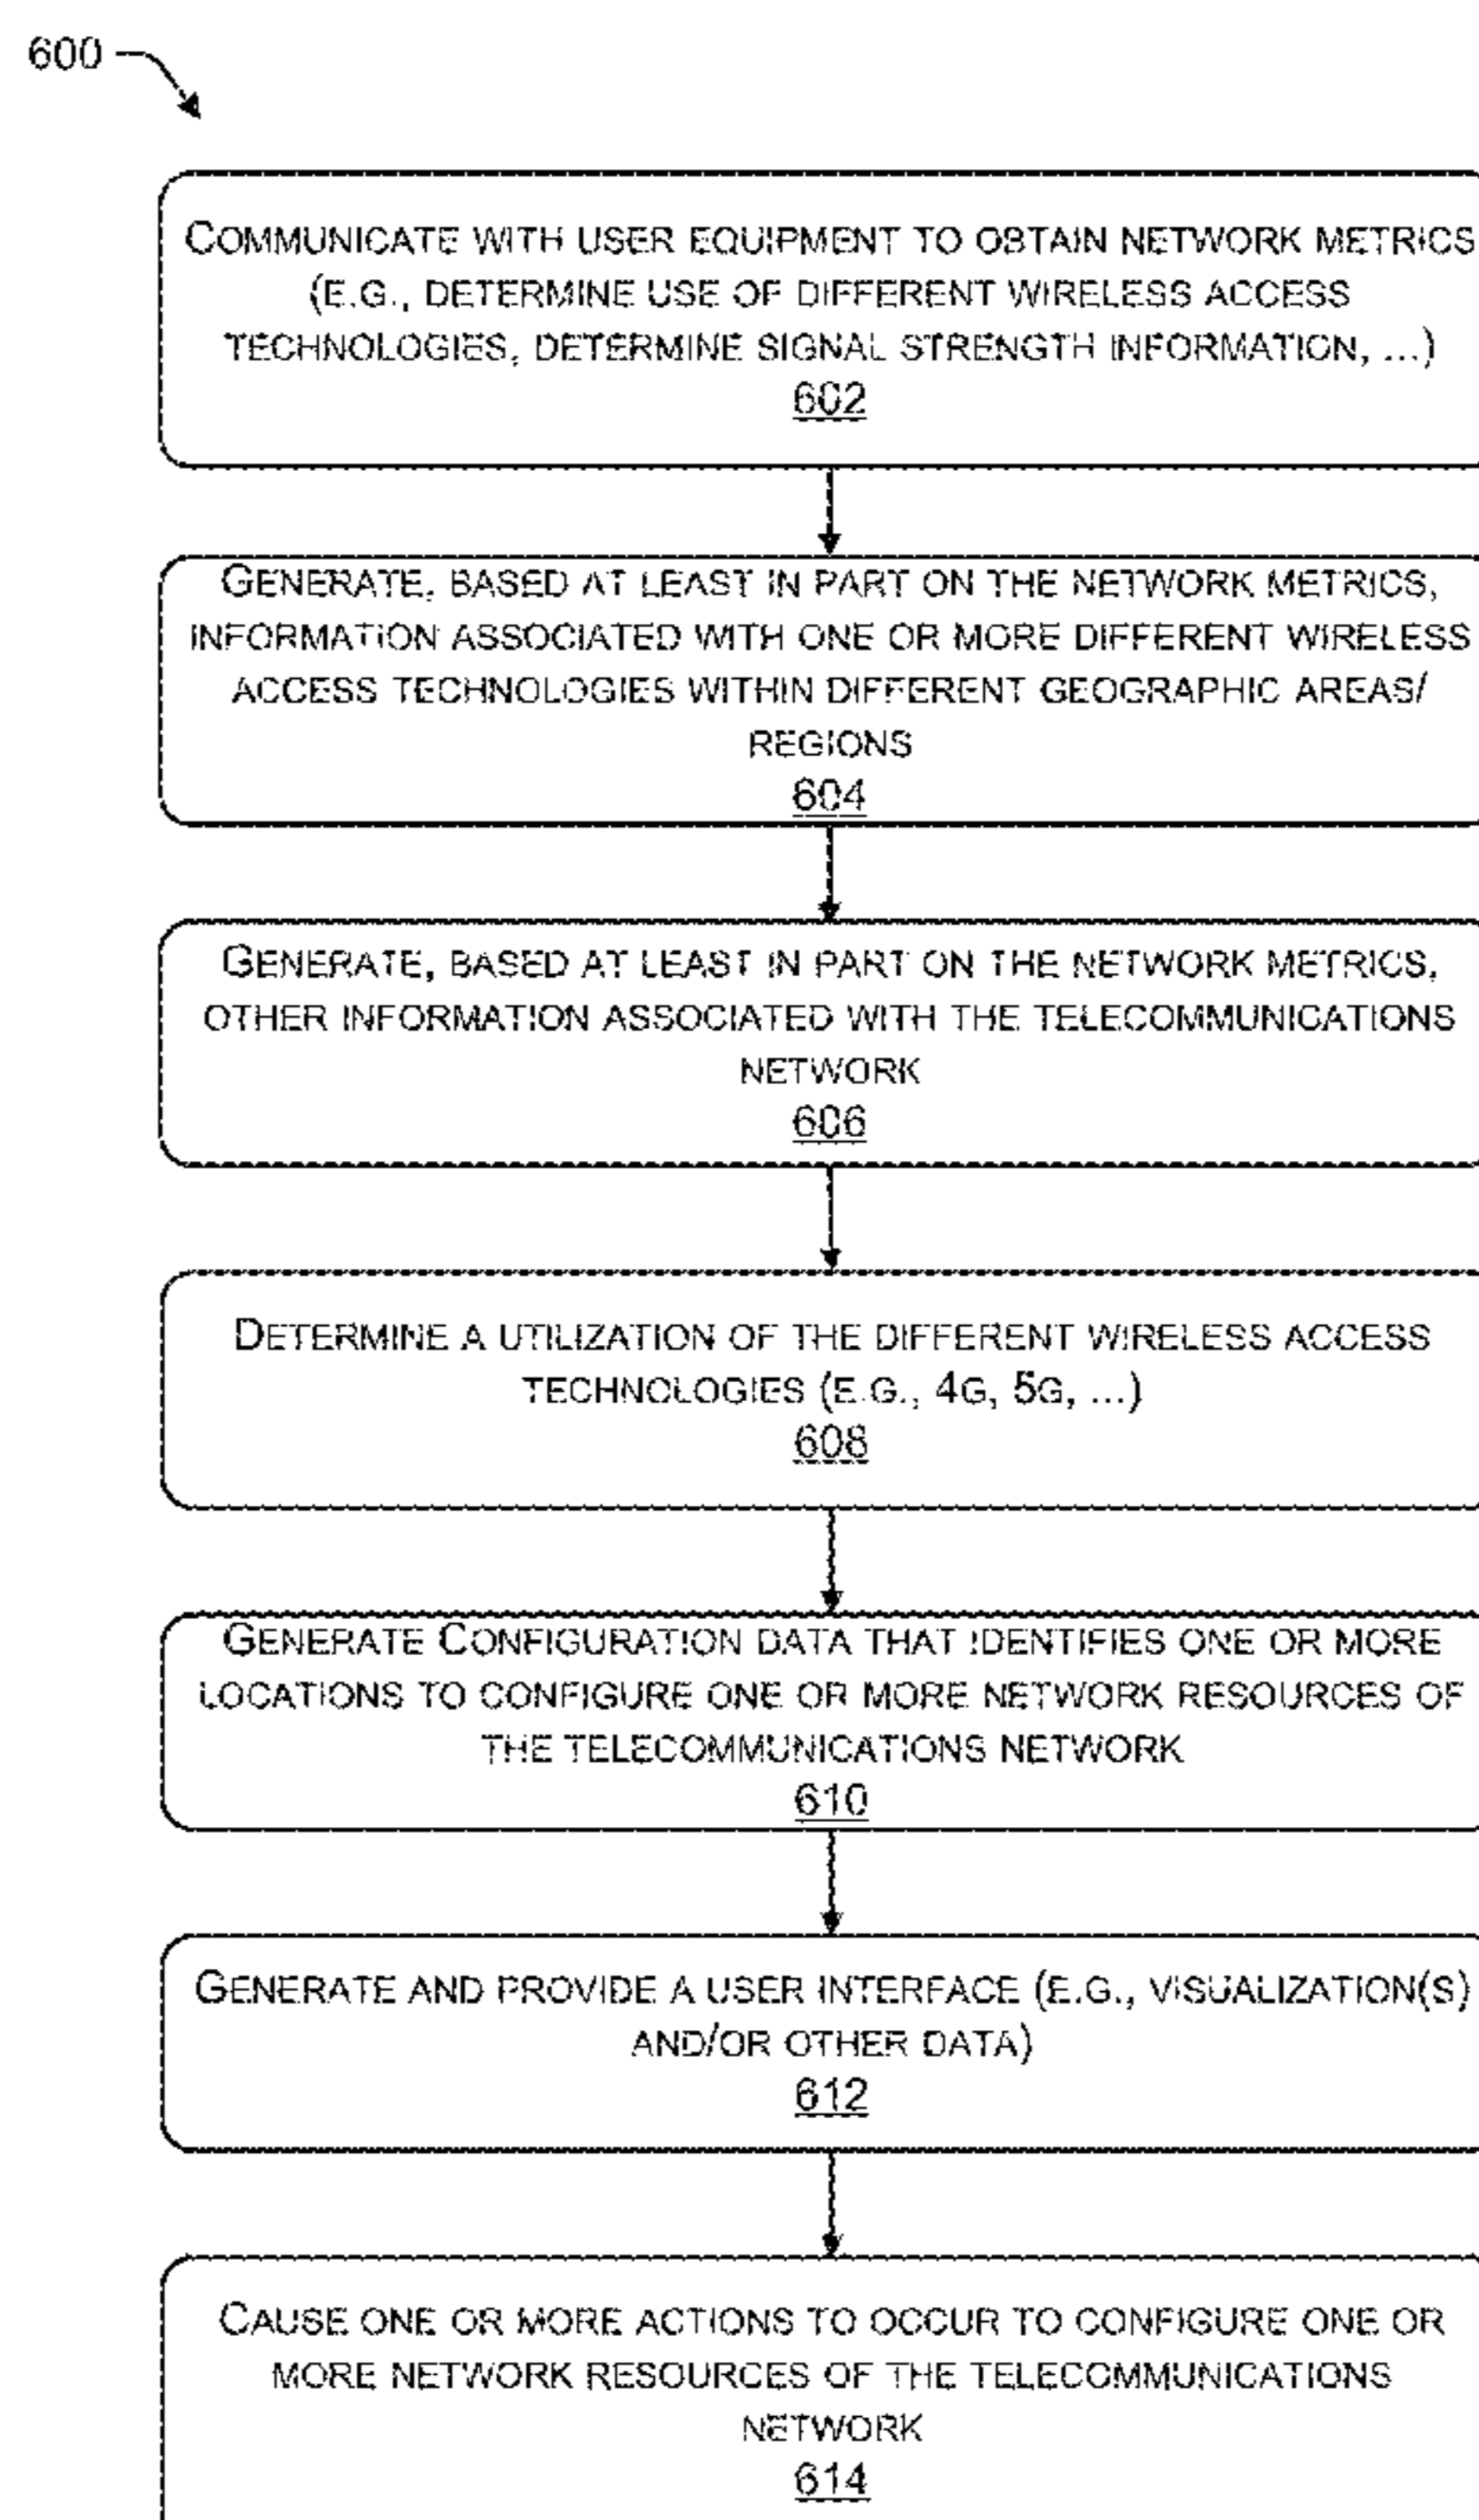 600
COMMUNICATE WITH USER EQUIPMENT TO OBTAIN NETWORK METRICS
(E.G., DETERMINE USE OF DIFFERENT WIRELESS ACCESS
TECHNOLOGIES, DETERMINE SIGNAL STRENGTH INFORMATION, ...)
602
GENERATE, BASED AT LEAST IN PART ON THE NETWORK METRICS,
INFORMATION ASSOCIATED WITH ONE OR MORE DIFFERENT WIRELESS
ACCESS TECHNOLOGIES WITHIN DIFFERENT GEOGRAPHIC AREAS/
REGIONS
604
GENERATE, BASED AT LEAST IN PART ON THE NETWORK METRICS,
OTHER INFORMATION ASSOCIATED WITH THE TELECOMMUNICATIONS
NETWORK
606
DETERMINE A UTILIZATION OF THE DIFFERENT WIRELESS ACCESS
TECHNOLOGIES (E.G., 4G, 5G, ...)
608
GENERATE CONFIGURATION DATA THAT IDENTIFIES ONE OR MORE
LOCATIONS TO CONFIGURE ONE OR MORE NETWORK RESOURCES OF
THE TELECOMMUNICATIONS NETWORK
610
GENERATE AND PROVIDE A USER INTERFACE (E.G., VISUALIZATION(S)
AND/OR OTHER DATA)
612
CAUSE ONE OR MORE ACTIONS TO OCCUR TO CONFIGURE ONE OR
MORE NETWORK RESOURCES OF THE TELECOMMUNICATIONS
NETWORK
614